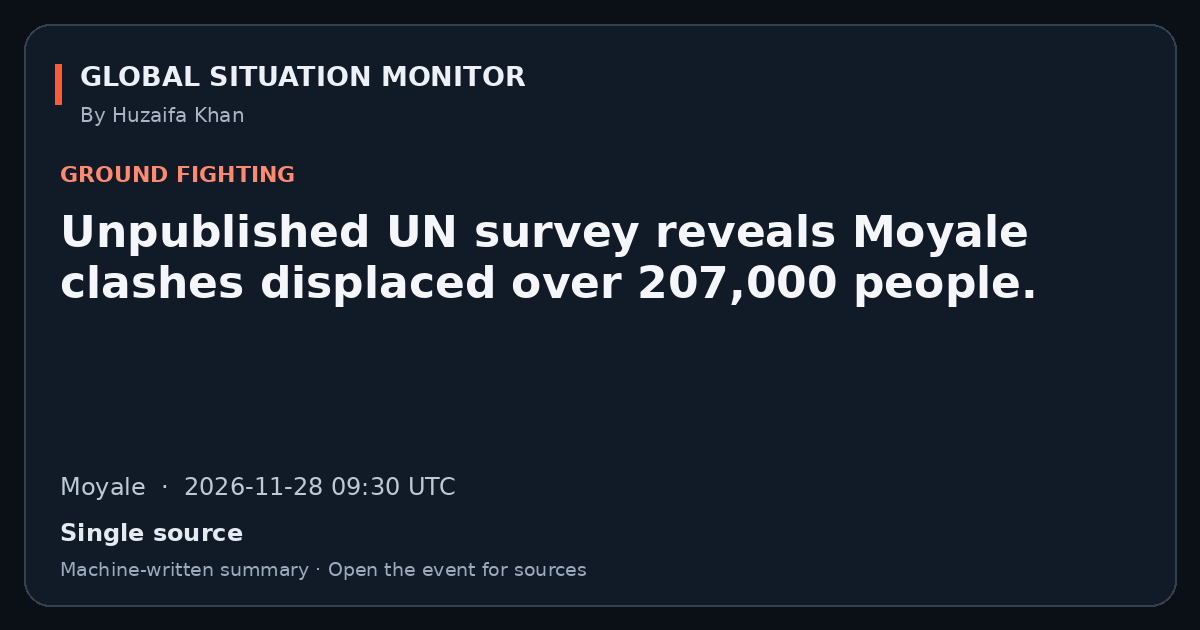 GLOBAL SITUATION MONITOR
By Huzaifa Khan
GROUND FIGHTING
Unpublished UN survey reveals Moyale
clashes displaced over 207,000 people.
Moyale · 2026-11-28 09:30 UTC
Single source
Machine-written summary · Open the event for sources